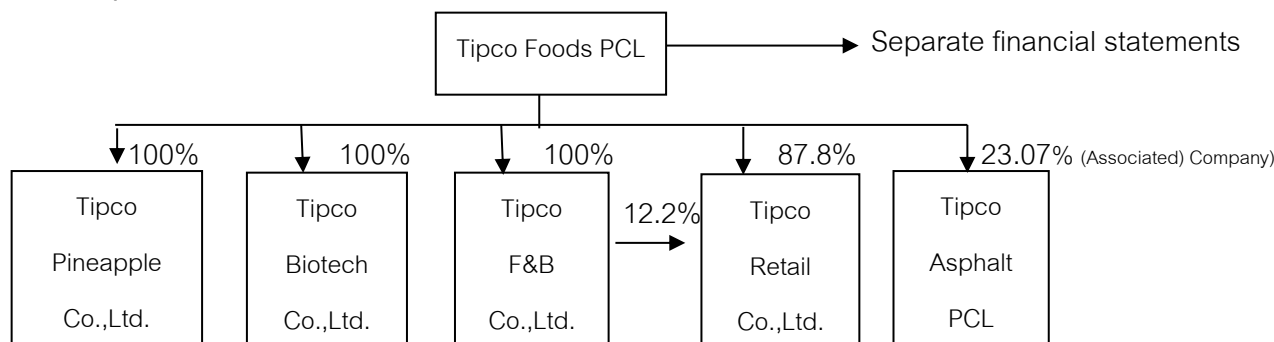 Tipco Foods PCL
Separate financial statements
100%
100%
100%
87.8%
23.07% (Associated) Company)
Tipco
Pineapple
Co.,Ltd.
Tipco
Biotech
Co.,Ltd.
Tipco
F&B
Co.,Ltd.
12.2%
Tipco
Retail
Co.,Ltd.
Tipco
Asphalt
PCL